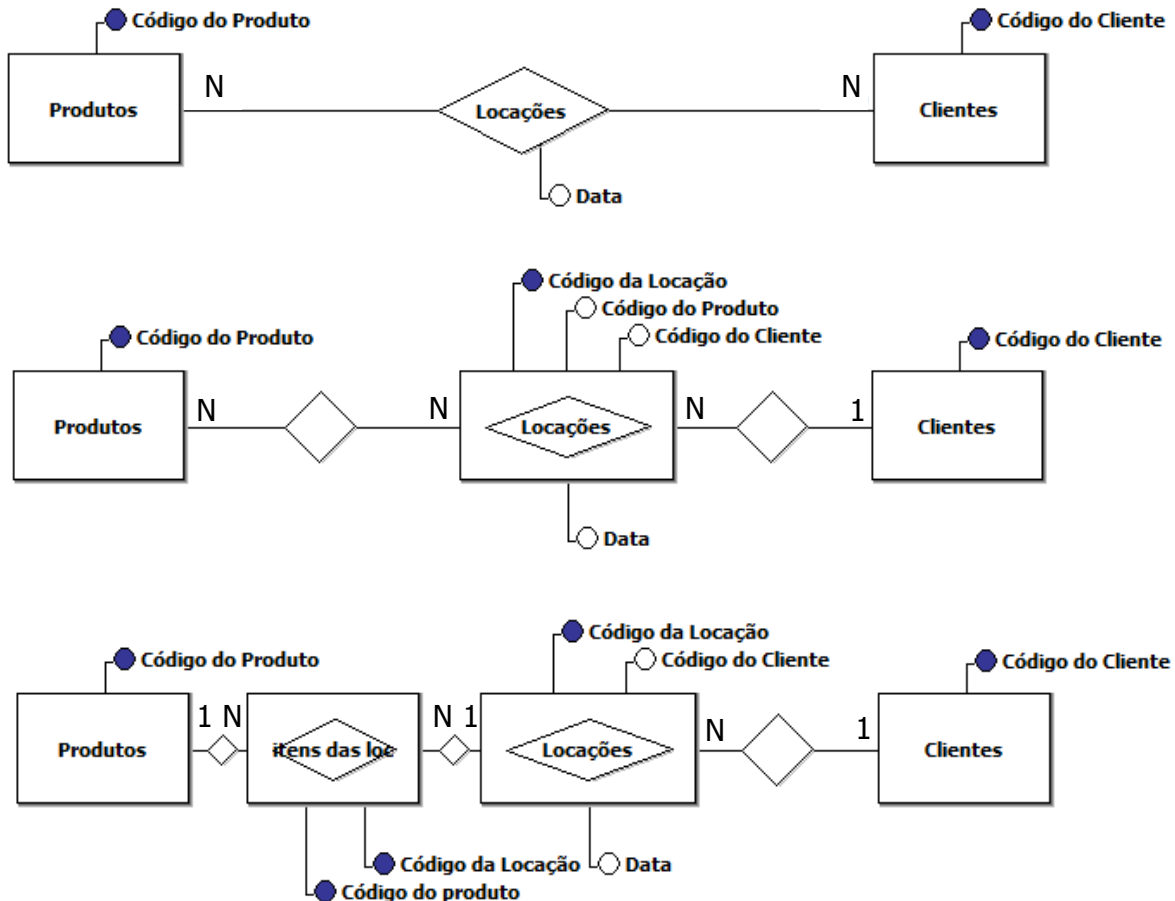 Código do Produto
Código do Cliente
Produtos
N
Locações
N
Clientes
Data
Código da Locação
Código do Produto
Código do Produto
Código do Cliente
Código do Cliente
Produtos
N
N
Locações
N
1
Clientes
Data
Código da Locação
Código do Produto
Código do Cliente
Código do Cliente
Produtos
1 N
itens das loc
N 1
Locações
N
1
Clientes
Código da Locação
Data
Código do produto